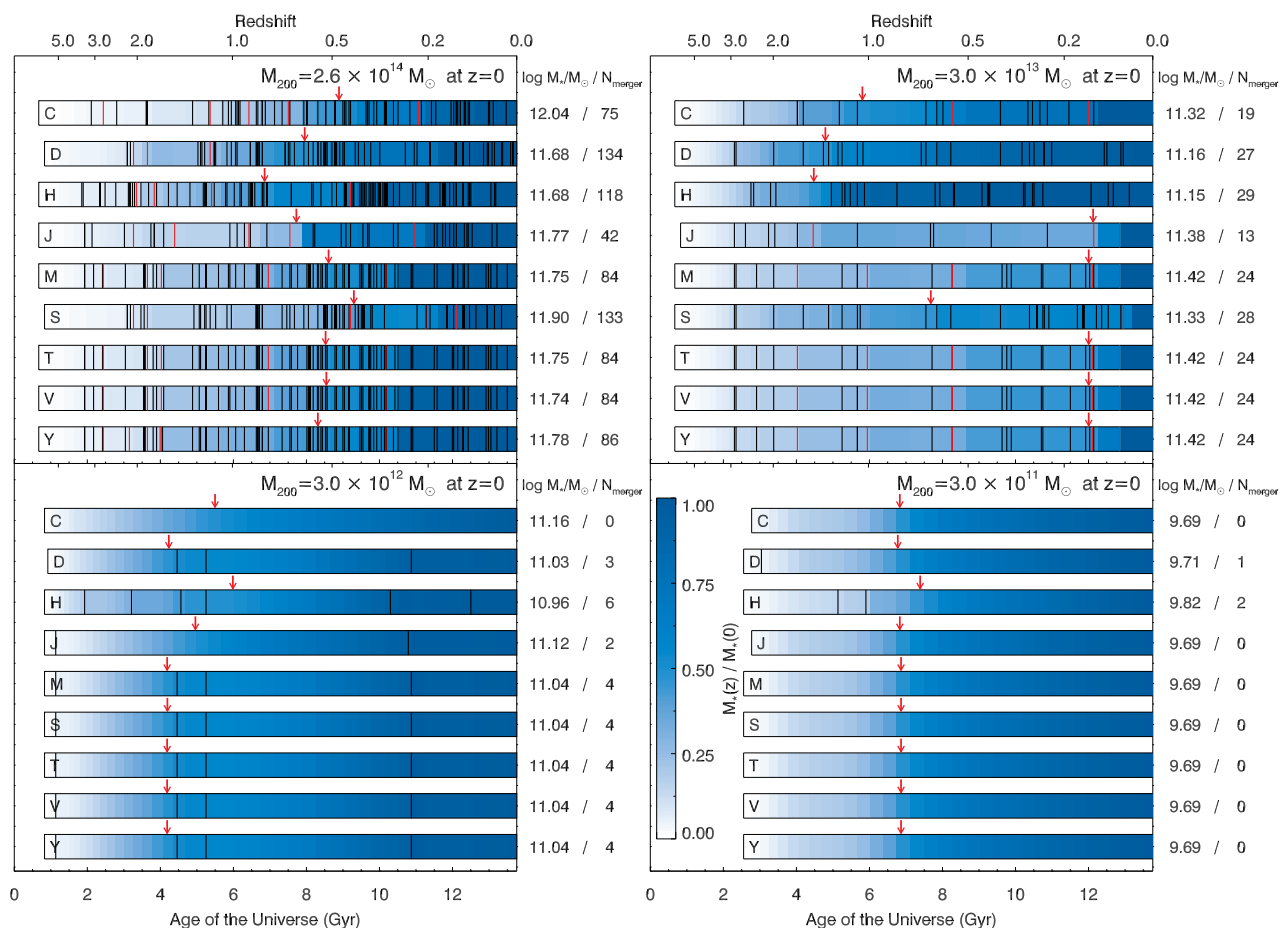 Redshift
5.0 3.0 2.0 1.0 0.5 0.2 0.0
M₂₀₀=2.6 × 10¹⁴ M☉ at z=0
log M*/M☉ / Nmerger
C 12.04 / 75
D 11.68 / 134
H 11.68 / 118
J 11.77 / 42
M 11.75 / 84
S 11.90 / 133
T 11.75 / 84
V 11.74 / 84
Y 11.78 / 86
Redshift
5.0 3.0 2.0 1.0 0.5 0.2 0.0
M₂₀₀=3.0 × 10¹³ M☉ at z=0
log M*/M☉ / Nmerger
C 11.32 / 19
D 11.16 / 27
H 11.15 / 29
J 11.38 / 13
M 11.42 / 24
S 11.33 / 28
T 11.42 / 24
V 11.42 / 24
Y 11.42 / 24
M₂₀₀=3.0 × 10¹² M☉ at z=0
log M*/M☉ / Nmerger
C 11.16 / 0
D 11.03 / 3
H 10.96 / 6
J 11.12 / 2
M 11.04 / 4
S 11.04 / 4
T 11.04 / 4
V 11.04 / 4
Y 11.04 / 4
0 2 4 6 8 10 12
Age of the Universe (Gyr)
1.00
0.75
0.50
0.25
0.00
M*(z) / M*(0)
M₂₀₀=3.0 × 10¹¹ M☉ at z=0
log M*/M☉ / Nmerger
C 9.69 / 0
D 9.71 / 1
H 9.82 / 2
J 9.69 / 0
M 9.69 / 0
S 9.69 / 0
T 9.69 / 0
V 9.69 / 0
Y 9.69 / 0
0 2 4 6 8 10 12
Age of the Universe (Gyr)